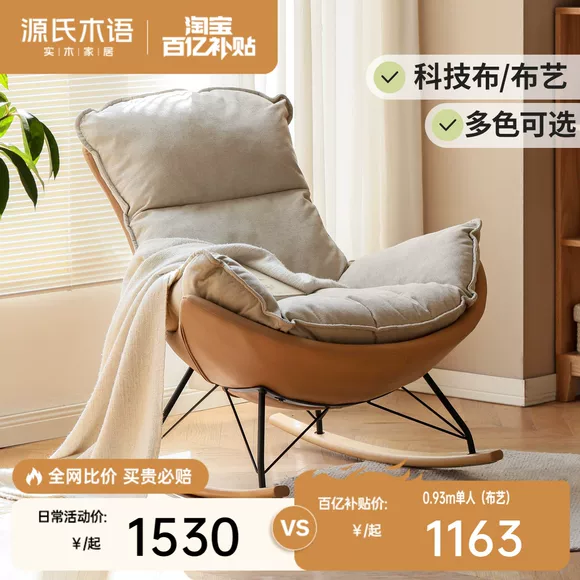 源氏木语
实木家居
淘宝
百亿补贴
科技布/布艺
多色可选
全网比价 买贵必赔
日常活动价:
¥/起
1530
VS
百亿补贴价:
¥/起
0.93m单人(布艺)
1163